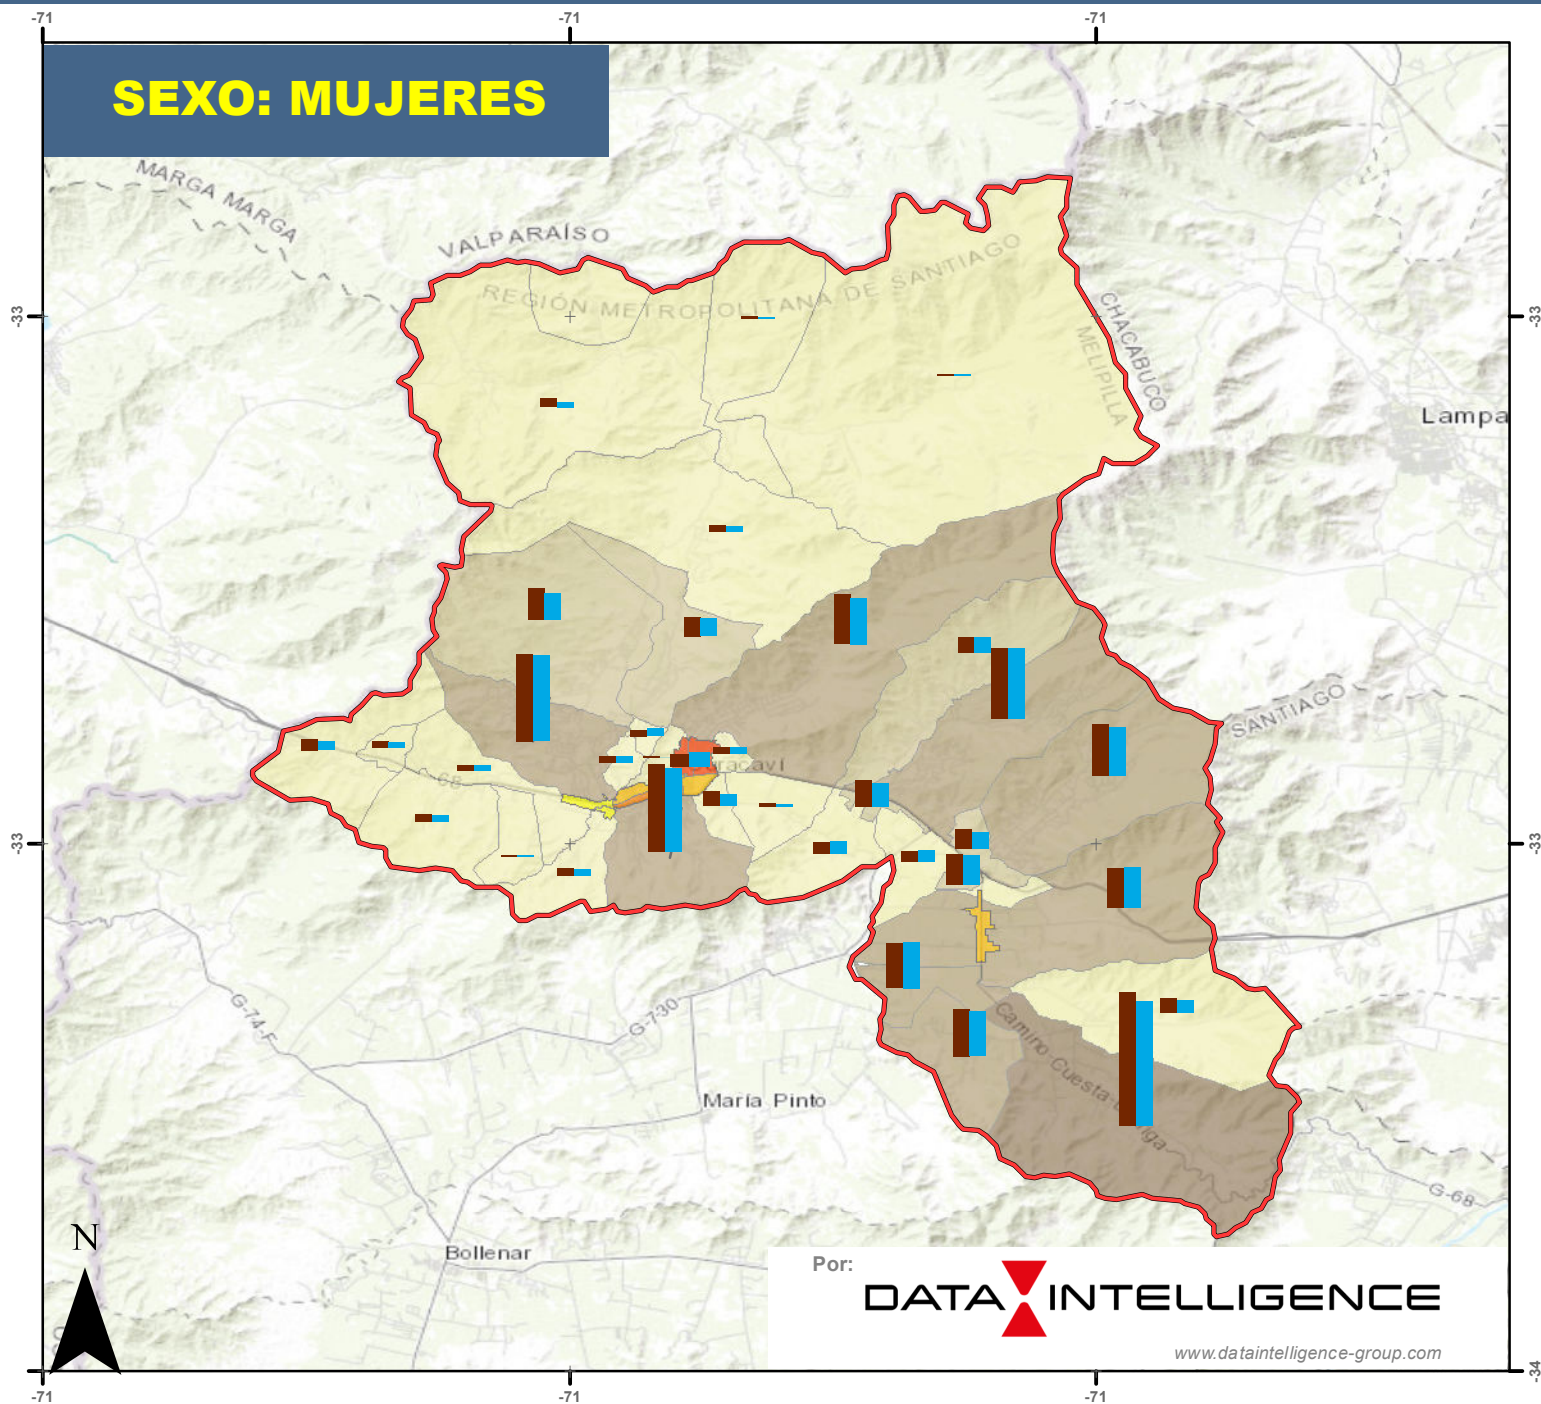 -71
-71
-71
SEXO: MUJERES
MARGA MARGA
VALPARAÍSO
REGIÓN METROPOLITANA DE SANTIAGO
CHACABUCO
MELIPILLA
-33
-33
Lampa
SANTIAGO
G-68
-33
-33
G-74-F
G-730
Camino Cuesta
María Pinto
G-68
N
Bollenar
Por:
DATA INTELLIGENCE
www.dataintelligence-group.com
-34
-71
-71
-71